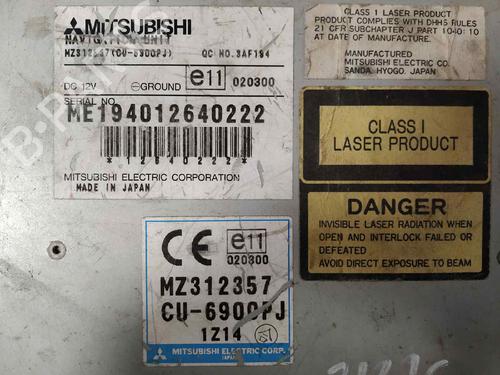 MITSUBISHI
NAVIGATION UNIT
MZ312357(CU-6900PJ) QC NO.3AF194
DC 12V ⊖GROUND e11 020300
SERIAL NO.
ME194012640222
*12640222*
MITSUBISHI ELECTRIC CORPORATION
MADE IN JAPAN
CLASS I LASER PRODUCT
PRODUCT COMPLIES WITH DHHS RULES
21 CFR SUBCHAPTER J PART 1040:10
AT DATE OF MANUFACTURE.
MANUFACTURED
MITSUBISHI ELECTRIC CO.
SANDA, HYOGO, JAPAN
CLASS I
LASER PRODUCT
DANGER
INVISIBLE LASER RADIATION WHEN
OPEN AND INTERLOCK FAILED OR
DEFEATED
AVOID DIRECT EXPOSURE TO BEAM
CE e11
020300
MZ312357
CU-6900PJ
1Z14
MITSUBISHI ELECTRIC CORP.
JAPAN